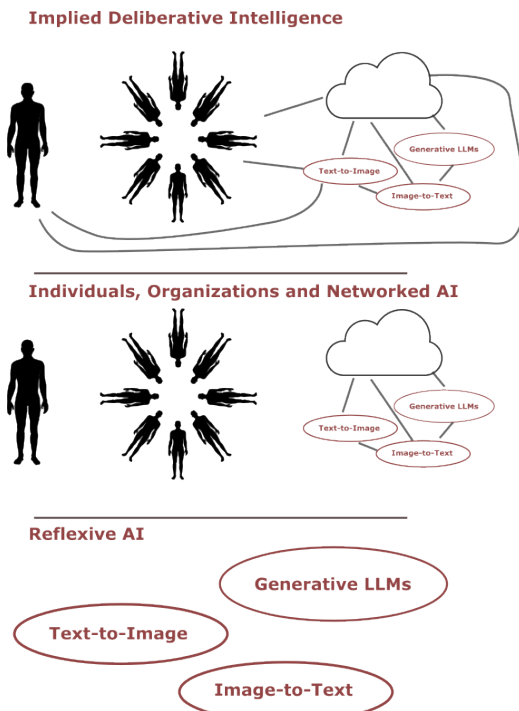 Implied Deliberative Intelligence
Generative LLMs
Text-to-Image
Image-to-Text
Individuals, Organizations and Networked AI
Generative LLMs
Text-to-Image
Image-to-Text
Reflexive AI
Generative LLMs
Text-to-Image
Image-to-Text